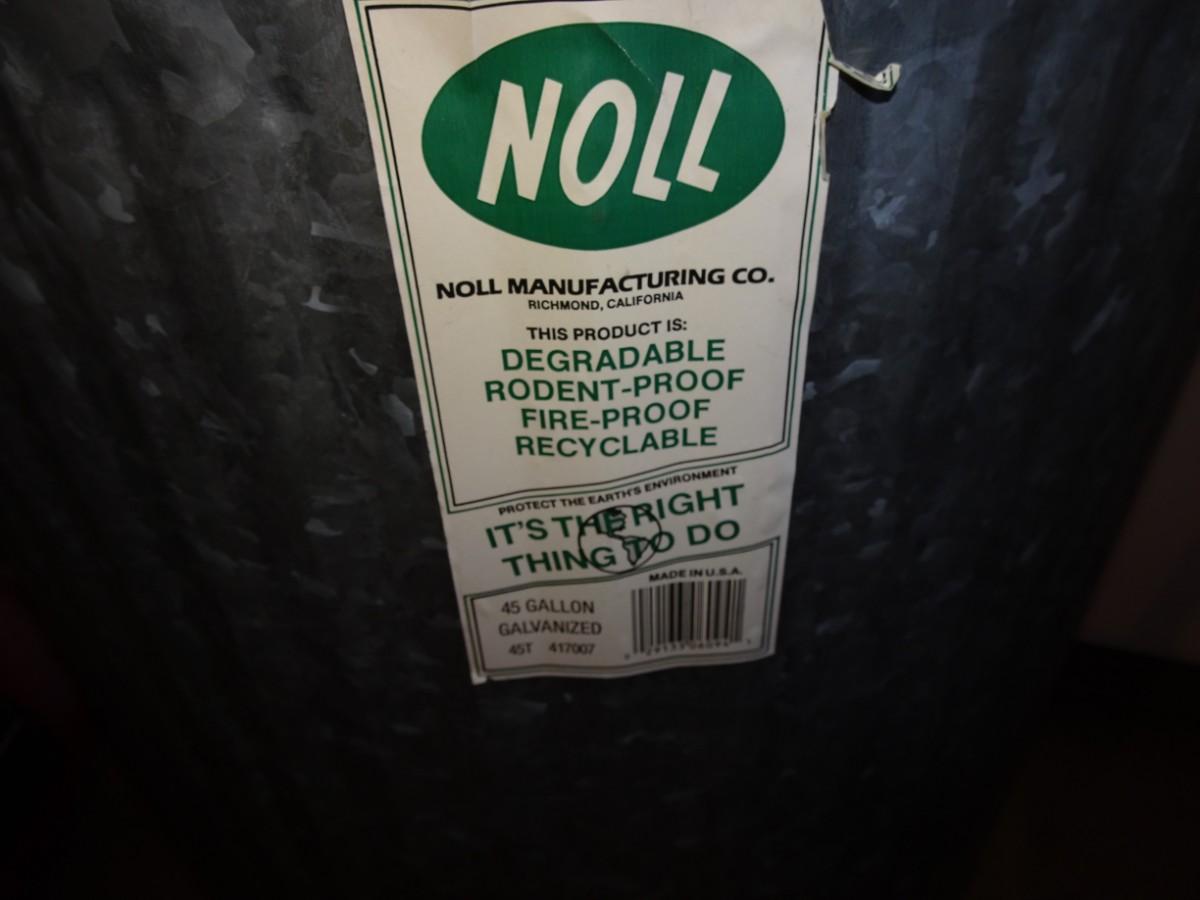 NOLL
NOLL MANUFACTURING CO.
RICHMOND, CALIFORNIA
THIS PRODUCT IS:
DEGRADABLE
RODENT-PROOF
FIRE-PROOF
RECYCLABLE
PROTECT THE EARTH'S ENVIRONMENT
IT'S THE RIGHT
THING TO DO
MADE IN U.S.A.
45 GALLON
GALVANIZED
45T 417007